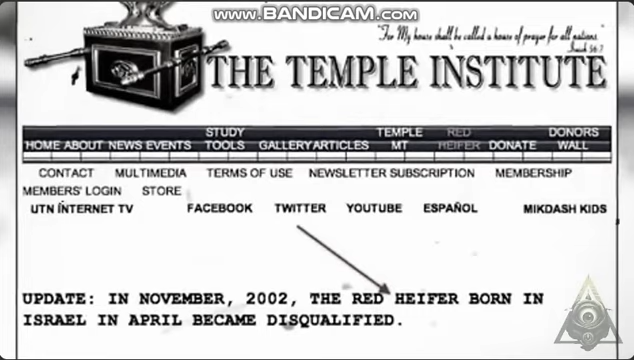 www.BANDICAM.com
"For My house shall be called a house of prayer for all nations."
Isaiah 56:7
THE TEMPLE INSTITUTE
HOME ABOUT NEWS EVENTS STUDY TOOLS GALLERY ARTICLES TEMPLE MT RED HEIFER DONATE DONORS WALL
CONTACT MULTIMEDIA TERMS OF USE NEWSLETTER SUBSCRIPTION MEMBERSHIP
MEMBERS' LOGIN STORE
UTN INTERNET TV FACEBOOK TWITTER YOUTUBE ESPAÑOL MIKDASH KIDS
UPDATE: IN NOVEMBER, 2002, THE RED HEIFER BORN IN
ISRAEL IN APRIL BECAME DISQUALIFIED.